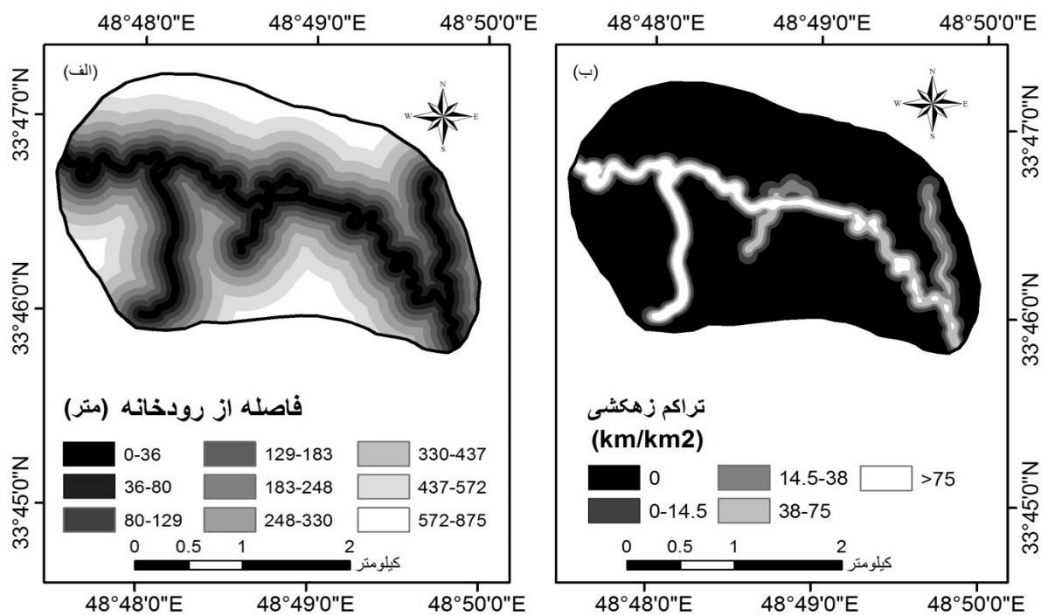 48°48'0"E 48°49'0"E 48°50'0"E
(الف)
N
W E
S
33°47'0"N
33°46'0"N
33°45'0"N
فاصله از رودخانه (متر)
0-36 129-183 330-437
36-80 183-248 437-572
80-129 248-330 572-875
0 0.5 1 2
کیلومتر
48°48'0"E 48°49'0"E 48°50'0"E
48°48'0"E 48°49'0"E 48°50'0"E
(ب)
N
W E
S
33°47'0"N
33°46'0"N
33°45'0"N
تراکم زهکشی
(km/km2)
0 14.5-38 >75
0-14.5 38-75
0 0.5 1 2
کیلومتر
48°48'0"E 48°49'0"E 48°50'0"E